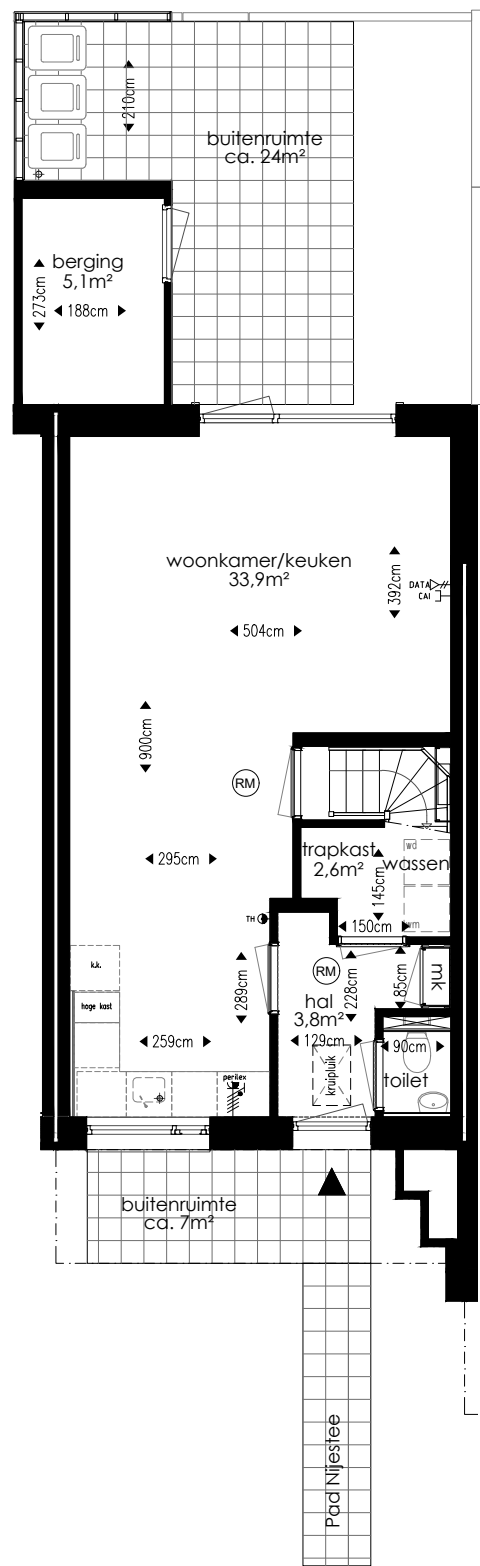 210cm
buitenruimte
ca. 24m²
berging
5,1m²
273cm
188cm
woonkamer/keuken
33,9m²
392cm
DATA
CAI
504cm
900cm
RM
trapkast
2,6m²
wd
wassen
295cm
145cm
wm
150cm
TH
k.k.
RM
289cm
228cm
85cm
mk
hoge kast
hal
3,8m²
259cm
129cm
90cm
kruipluik
toilet
perilex
buitenruimte
ca. 7m²
Pad Nijestee